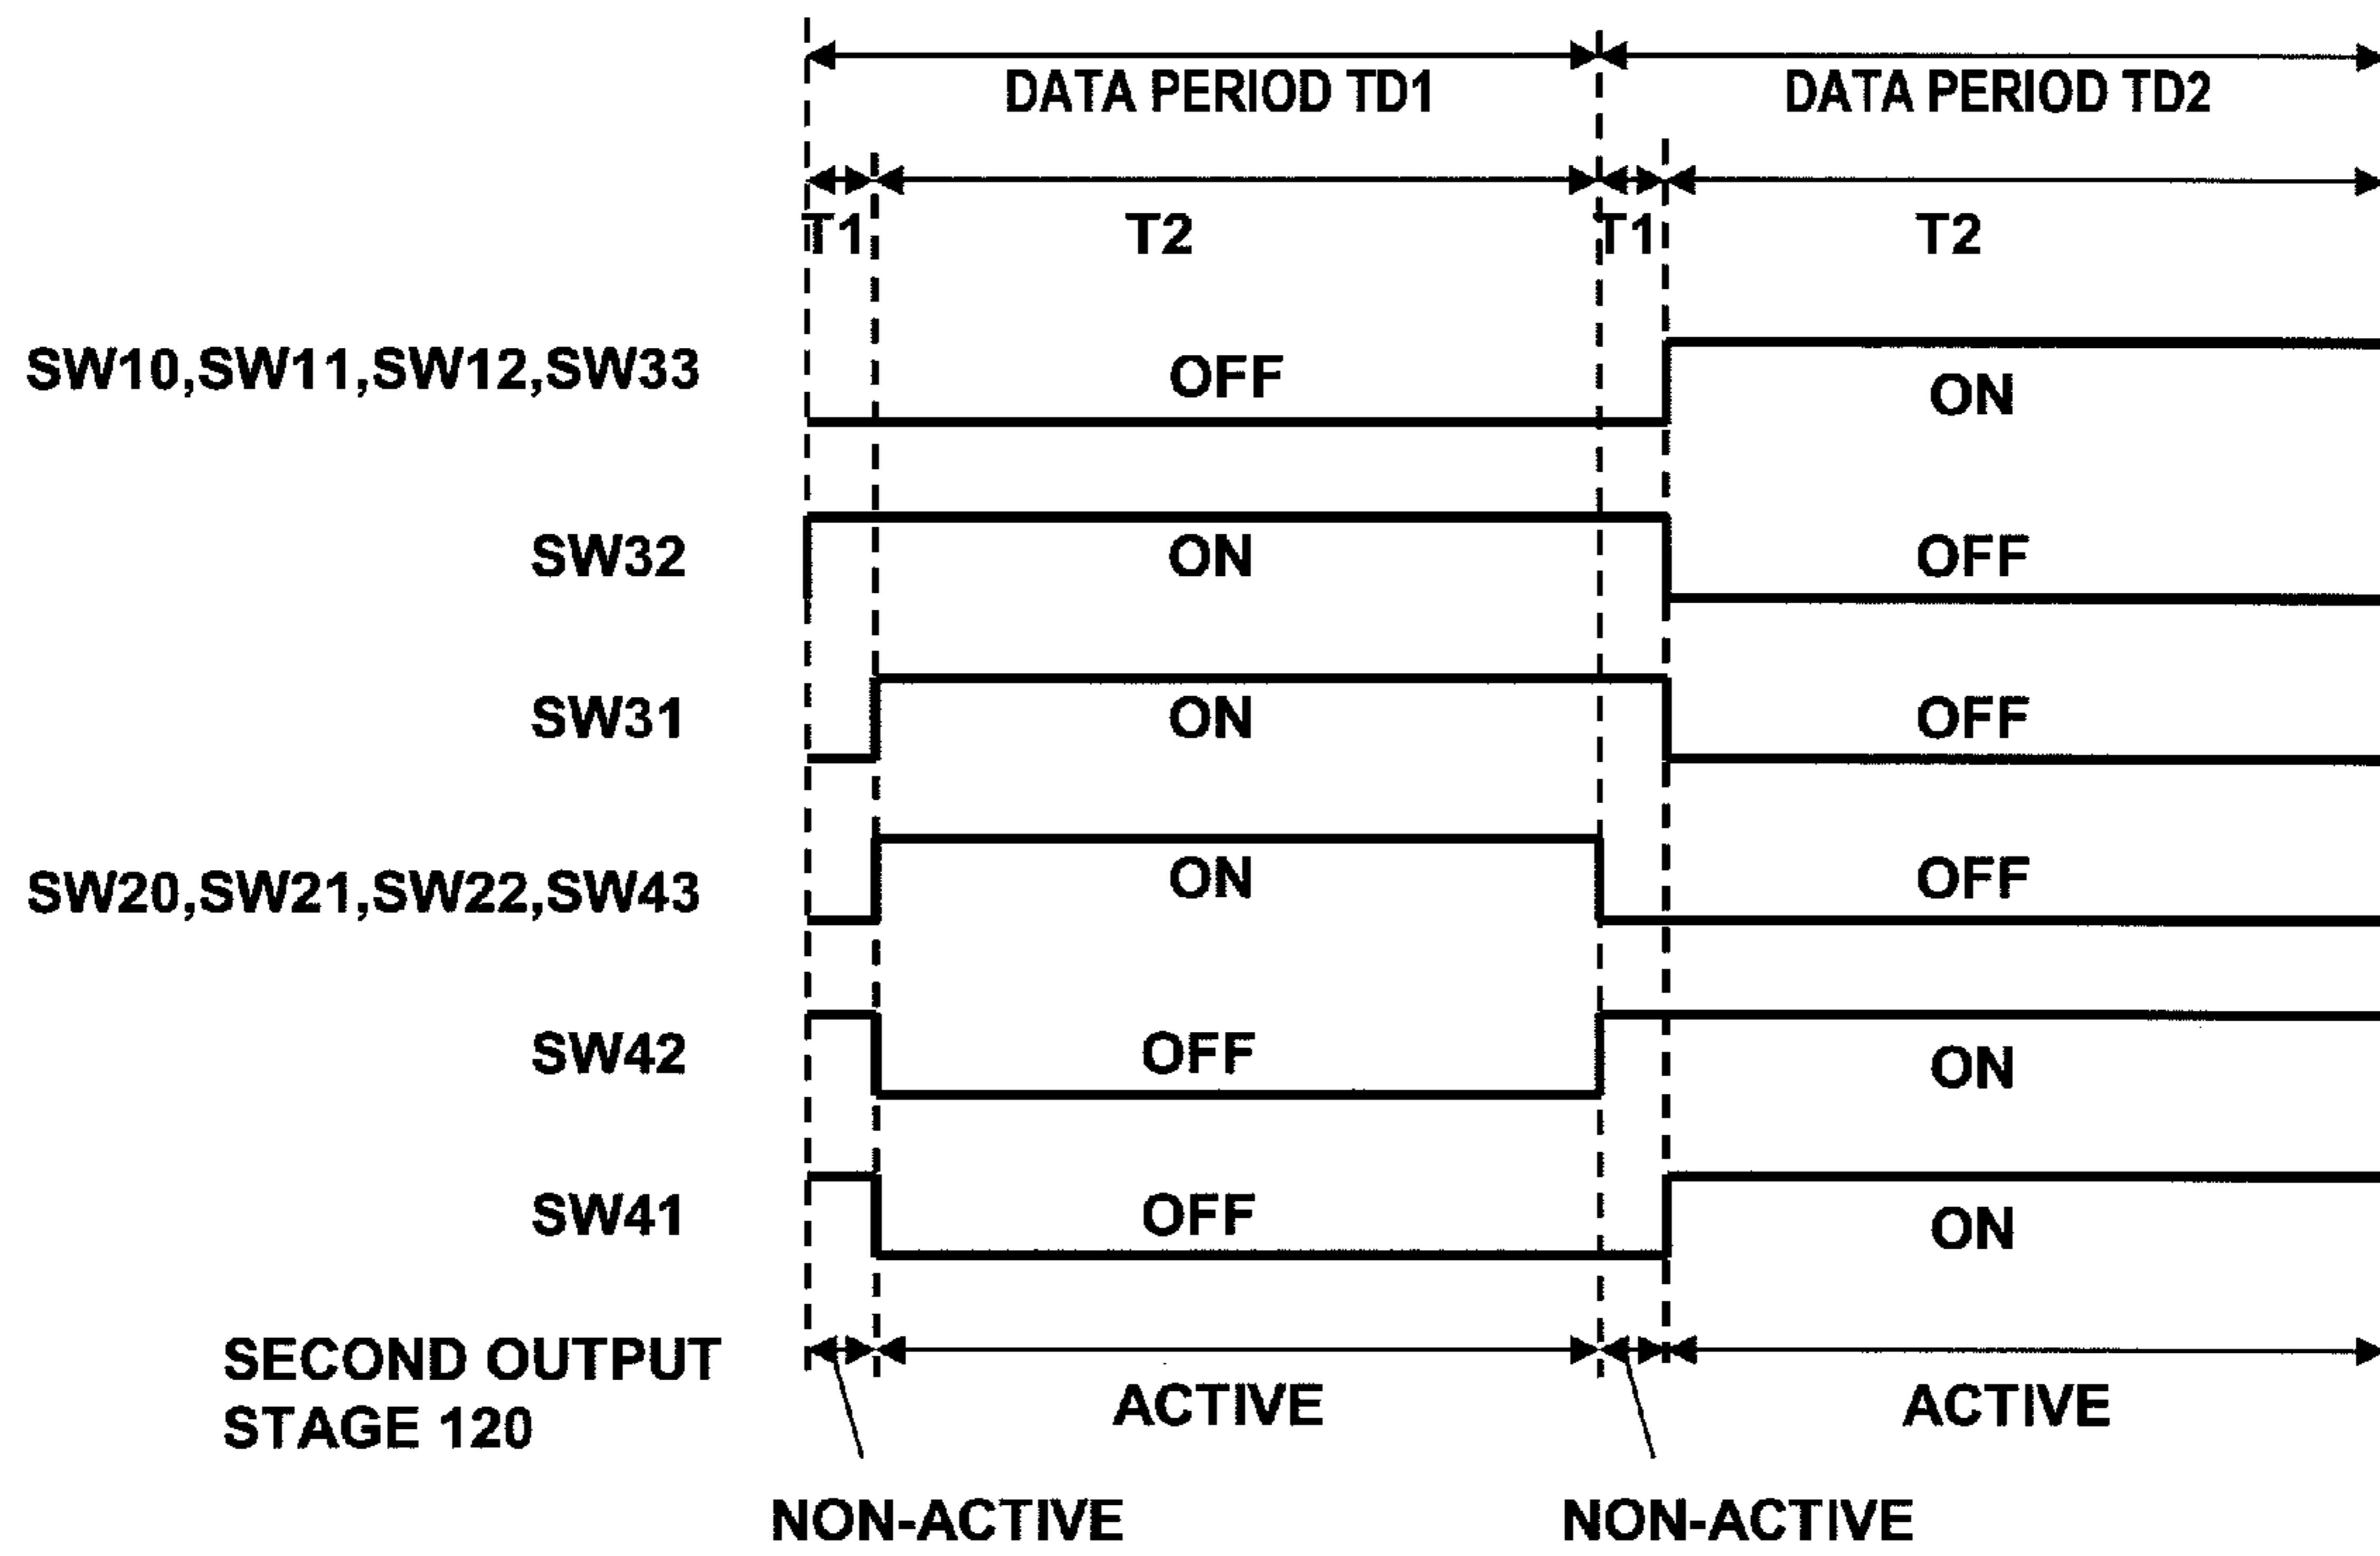 DATA PERIOD TD1 DATA PERIOD TD2
T1 T2 T1 T2
SW10,SW11,SW12,SW33 OFF ON
SW32 ON OFF
SW31 ON OFF
SW20,SW21,SW22,SW43 ON OFF
SW42 OFF ON
SW41 OFF ON
SECOND OUTPUT
STAGE 120
ACTIVE ACTIVE
NON-ACTIVE NON-ACTIVE